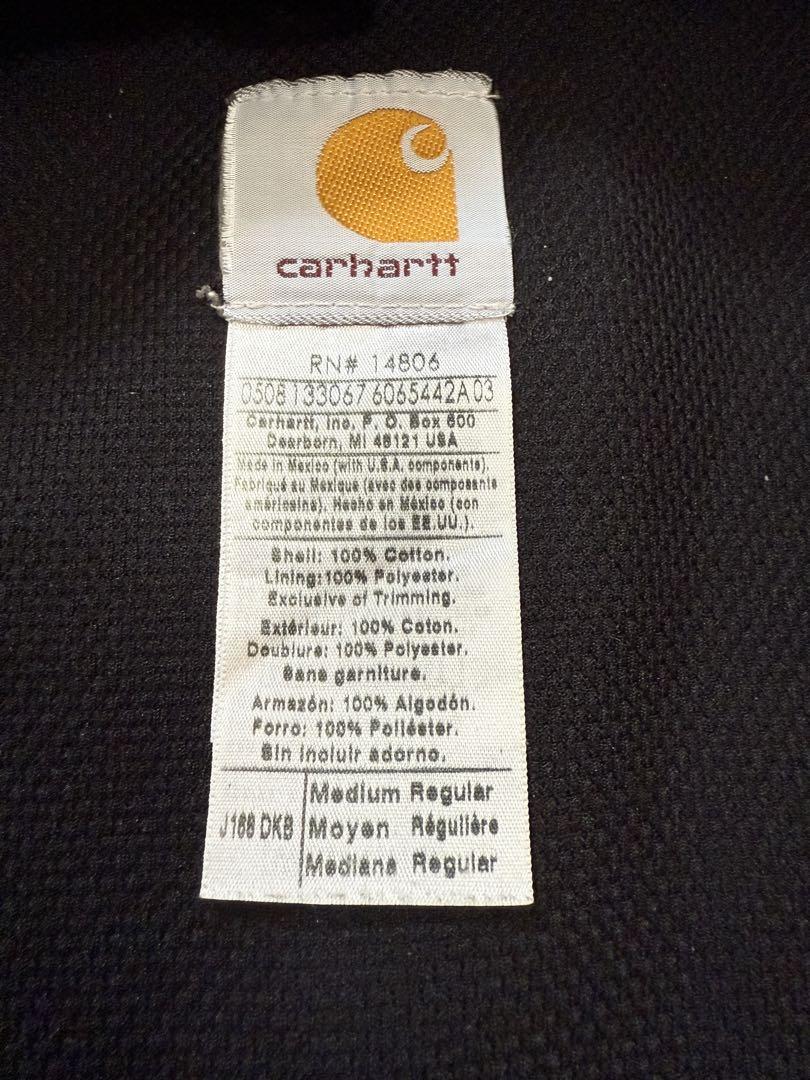 carhartt
RN# 14806
0508133067 6065442A03
Carhartt, Inc. P. O. Box 600
Dearborn, MI 48121 USA
Made in Mexico (with U.S.A. components).
Fabriqué au Mexique (avec des composants
américains). Hecho en México (con
componentes de los EE.UU.).
Shell: 100% Cotton.
Lining:100% Polyester.
Exclusive of Trimming.
Extérieur: 100% Coton.
Doublure: 100% Polyester.
Sans garniture.
Armazón: 100% Algodón.
Forro: 100% Poliéster.
Sin incluir adorno.
J168 DKB
Medium Regular
Moyen Régulière
Mediana Regular